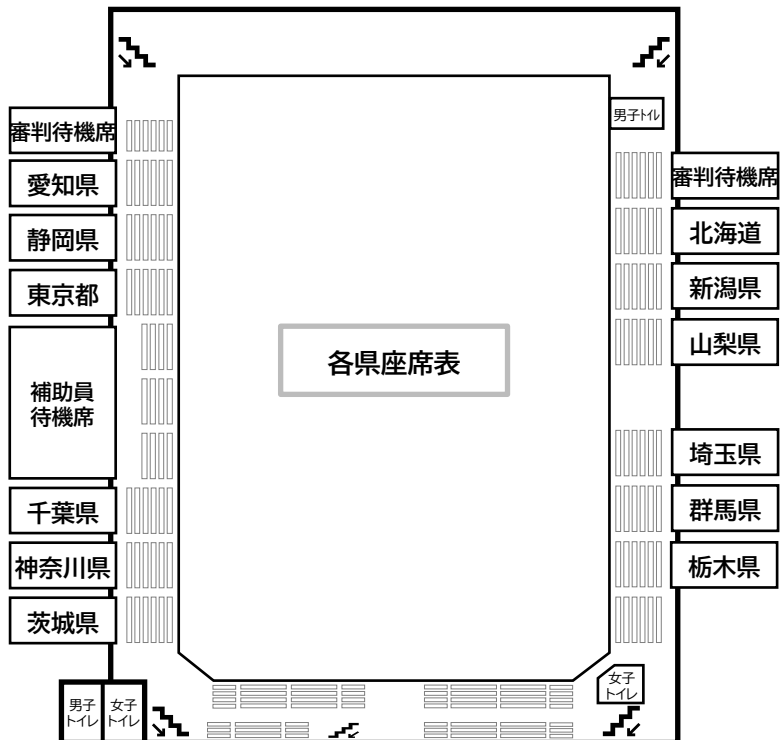 男子トイレ
審判待機席
愛知県
静岡県
東京都
補助員
待機席
千葉県
神奈川県
茨城県
各県座席表
審判待機席
北海道
新潟県
山梨県
埼玉県
群馬県
栃木県
男子
トイレ
女子
トイレ
女子
トイレ